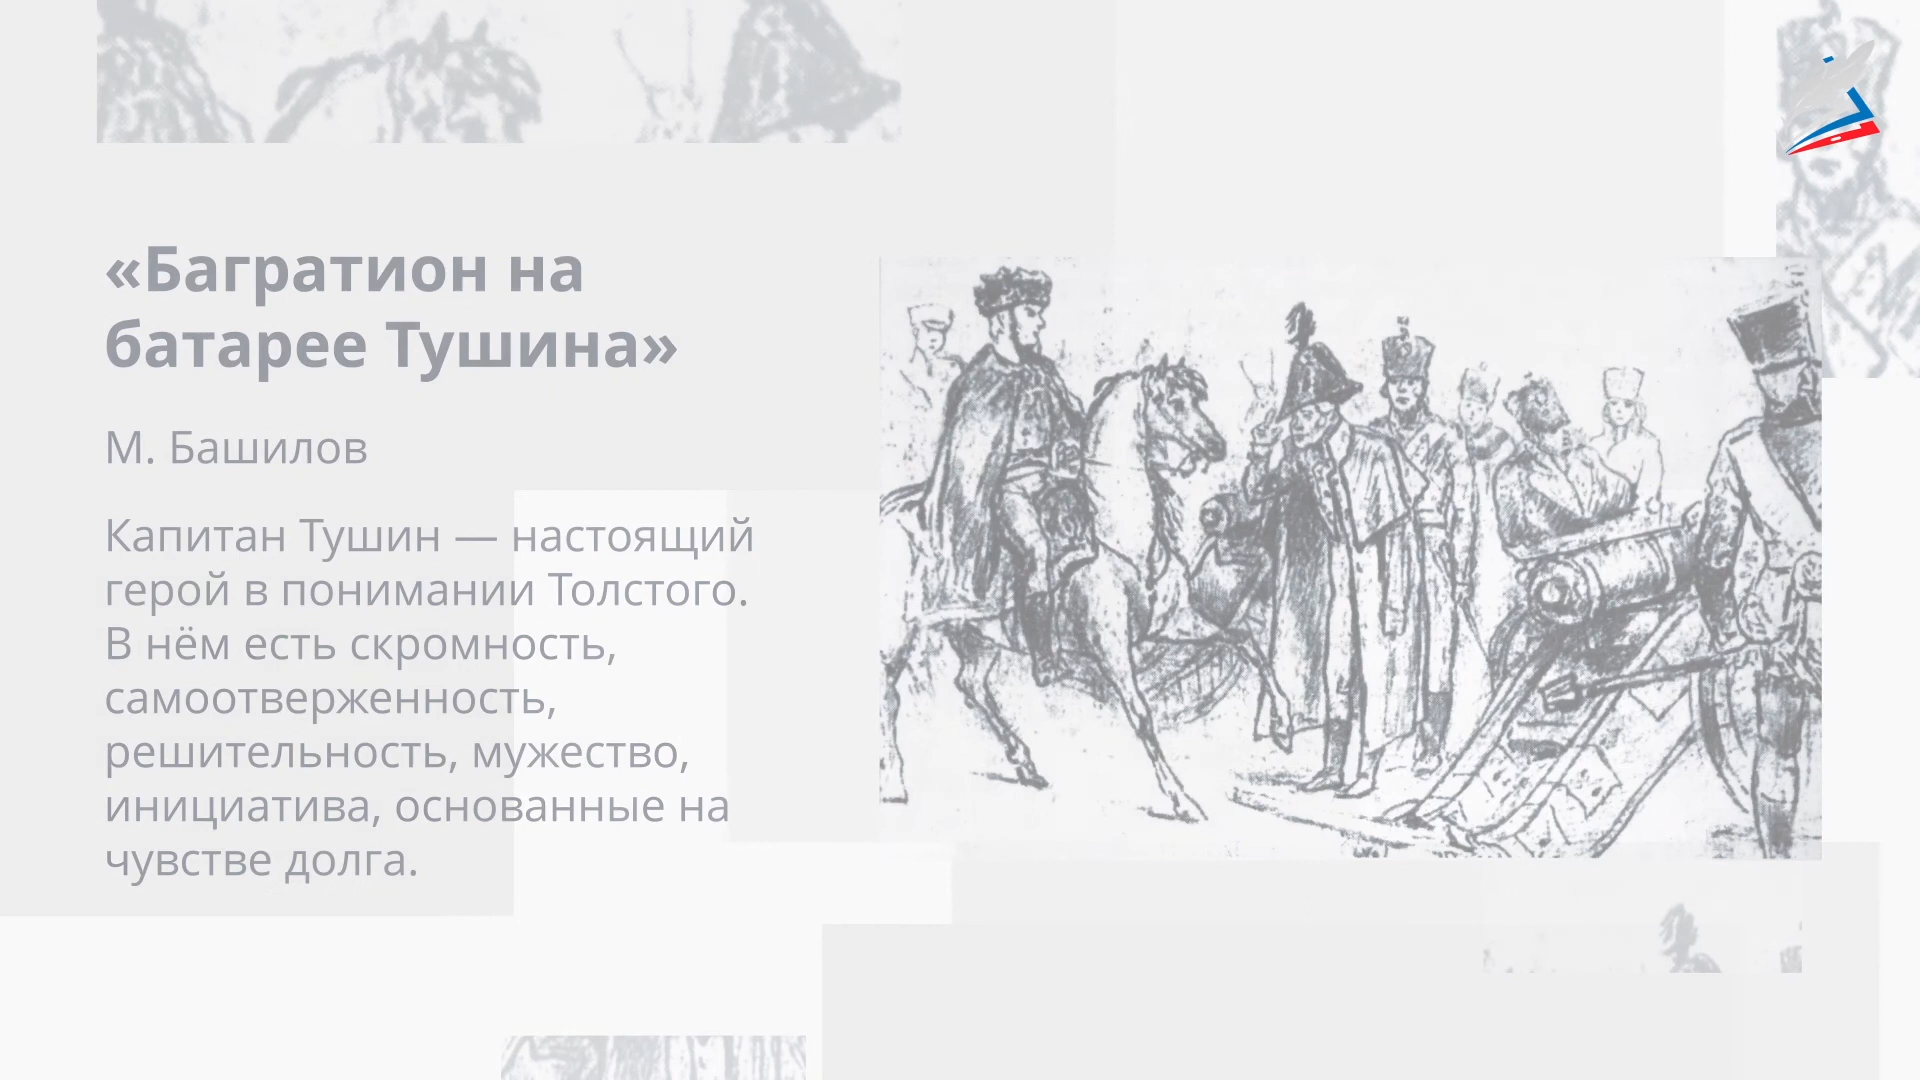 «Багратион на
батарее Тушина»
М. Башилов
Капитан Тушин — настоящий
герой в понимании Толстого.
В нём есть скромность,
самоотверженность,
решительность, мужество,
инициатива, основанные на
чувстве долга.